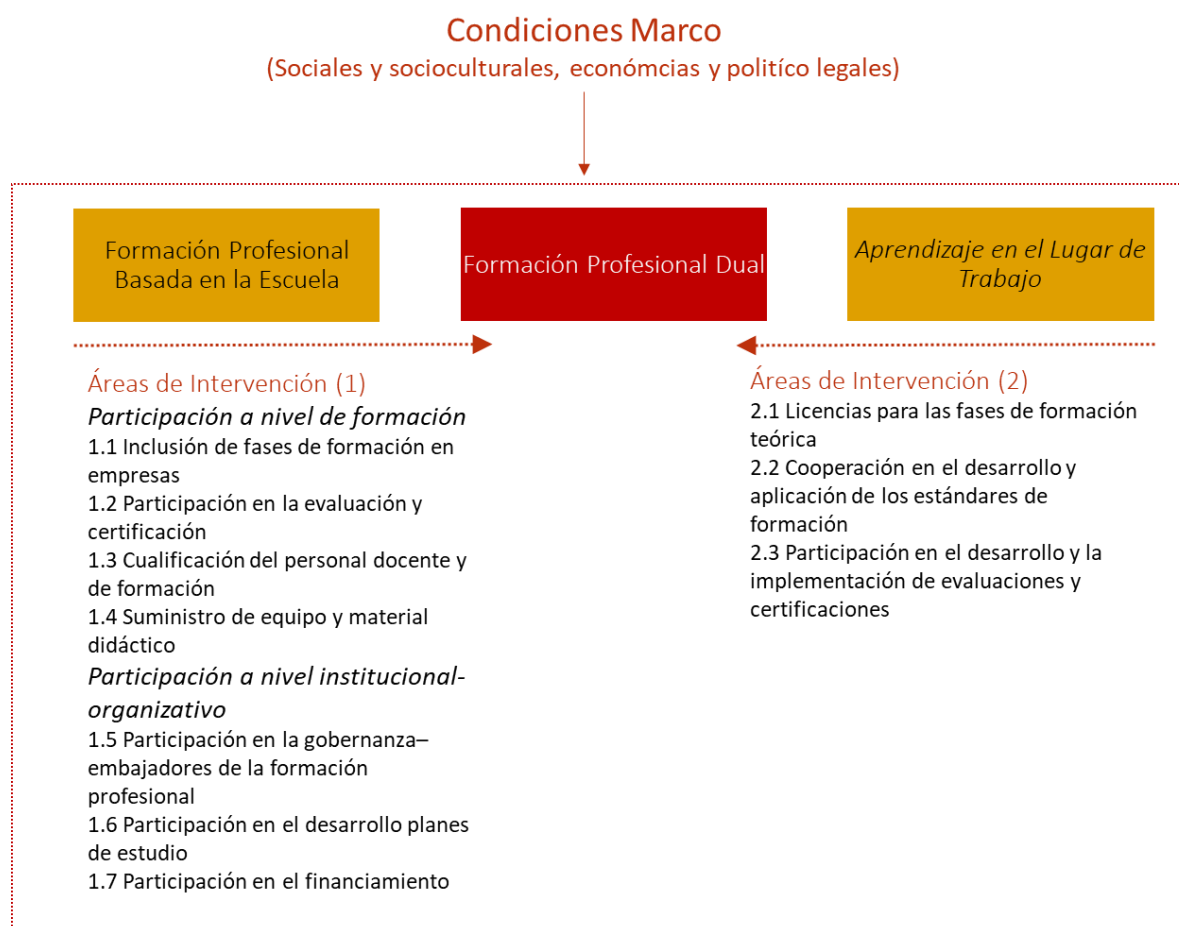 Condiciones Marco
(Sociales y socioculturales, económcias y politíco legales)
Formación Profesional
Basada en la Escuela
Formación Profesional Dual
Aprendizaje en el Lugar de
Trabajo
Áreas de Intervención (1)
Participación a nivel de formación
1.1 Inclusión de fases de formación en
empresas
1.2 Participación en la evaluación y
certificación
1.3 Cualificación del personal docente y
de formación
1.4 Suministro de equipo y material
didáctico
Participación a nivel institucional-
organizativo
1.5 Participación en la gobernanza–
embajadores de la formación
profesional
1.6 Participación en el desarrollo planes
de estudio
1.7 Participación en el financiamiento
Áreas de Intervención (2)
2.1 Licencias para las fases de formación
teórica
2.2 Cooperación en el desarrollo y
aplicación de los estándares de
formación
2.3 Participación en el desarrollo y la
implementación de evaluaciones y
certificaciones